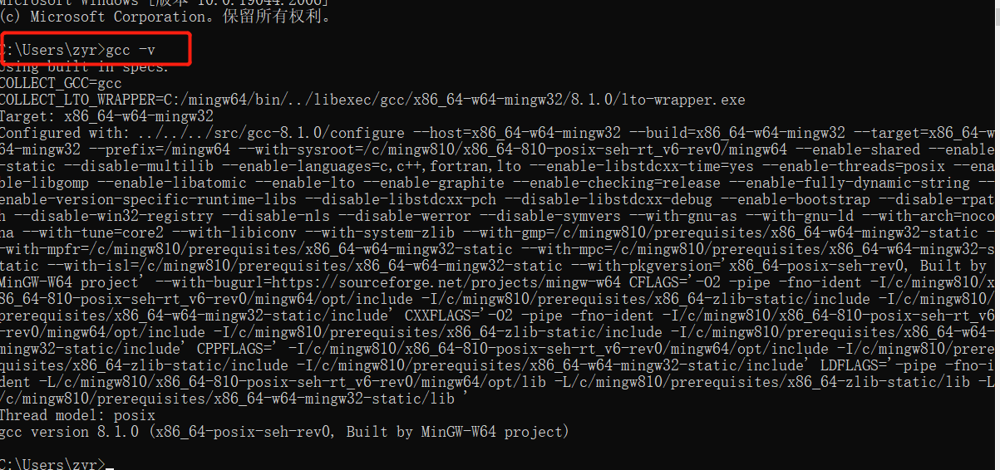 Microsoft Windows [版本 10.0.19044.2006]
(c) Microsoft Corporation。保留所有权利。
C:\Users\zyr>gcc -v
Using built in specs.
COLLECT_GCC=gcc
COLLECT_LTO_WRAPPER=C:/mingw64/bin/../libexec/gcc/x86_64-w64-mingw32/8.1.0/lto-wrapper.exe
Target: x86_64-w64-mingw32
Configured with: ../../../src/gcc-8.1.0/configure --host=x86_64-w64-mingw32 --build=x86_64-w64-mingw32 --target=x86_64-w
64-mingw32 --prefix=/mingw64 --with-sysroot=/c/mingw810/x86_64-810-posix-seh-rt_v6-rev0/mingw64 --enable-shared --enable
-static --disable-multilib --enable-languages=c,c++,fortran,lto --enable-libstdcxx-time=yes --enable-threads=posix --ena
ble-libgomp --enable-libatomic --enable-lto --enable-graphite --enable-checking=release --enable-fully-dynamic-string --
enable-version-specific-runtime-libs --disable-libstdcxx-pch --disable-libstdcxx-debug --enable-bootstrap --disable-rpat
h --disable-win32-registry --disable-nls --disable-werror --disable-symvers --with-gnu-as --with-gnu-ld --with-arch=noco
na --with-tune=core2 --with-libiconv --with-system-zlib --with-gmp=/c/mingw810/prerequisites/x86_64-w64-mingw32-static -
-with-mpfr=/c/mingw810/prerequisites/x86_64-w64-mingw32-static --with-mpc=/c/mingw810/prerequisites/x86_64-w64-mingw32-s
tatic --with-isl=/c/mingw810/prerequisites/x86_64-w64-mingw32-static --with-pkgversion='x86_64-posix-seh-rev0, Built by
MinGW-W64 project' --with-bugurl=https://sourceforge.net/projects/mingw-w64 CFLAGS='-O2 -pipe -fno-ident -I/c/mingw810/x
86_64-810-posix-seh-rt_v6-rev0/mingw64/opt/include -I/c/mingw810/prerequisites/x86_64-zlib-static/include -I/c/mingw810/
prerequisites/x86_64-w64-mingw32-static/include' CXXFLAGS='-O2 -pipe -fno-ident -I/c/mingw810/x86_64-810-posix-seh-rt_v6
-rev0/mingw64/opt/include -I/c/mingw810/prerequisites/x86_64-zlib-static/include -I/c/mingw810/prerequisites/x86_64-w64-
mingw32-static/include' CPPFLAGS=' -I/c/mingw810/x86_64-810-posix-seh-rt_v6-rev0/mingw64/opt/include -I/c/mingw810/prere
quisites/x86_64-zlib-static/include -I/c/mingw810/prerequisites/x86_64-w64-mingw32-static/include' LDFLAGS='-pipe -fno-i
dent -L/c/mingw810/x86_64-810-posix-seh-rt_v6-rev0/mingw64/opt/lib -L/c/mingw810/prerequisites/x86_64-zlib-static/lib -L
/c/mingw810/prerequisites/x86_64-w64-mingw32-static/lib '
Thread model: posix
gcc version 8.1.0 (x86_64-posix-seh-rev0, Built by MinGW-W64 project)
C:\Users\zyr>_